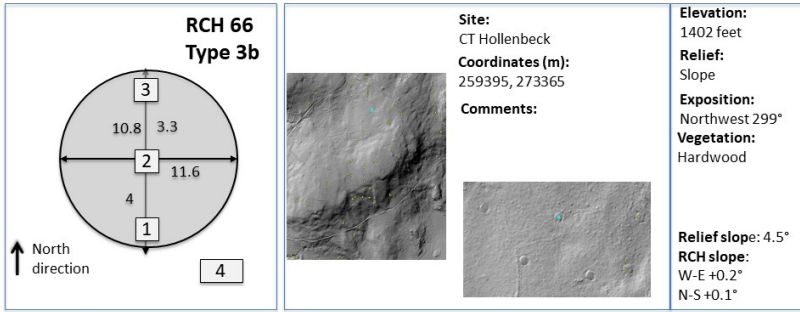 RCH 66
Type 3b
3
10.8
3.3
2
11.6
4
1
North
direction
4
Site:
CT Hollenbeck
Coordinates (m):
259395, 273365
Comments:
Elevation:
1402 feet
Relief:
Slope
Exposition:
Northwest 299°
Vegetation:
Hardwood
Relief slope: 4.5°
RCH slope:
W-E +0.2°
N-S +0.1°